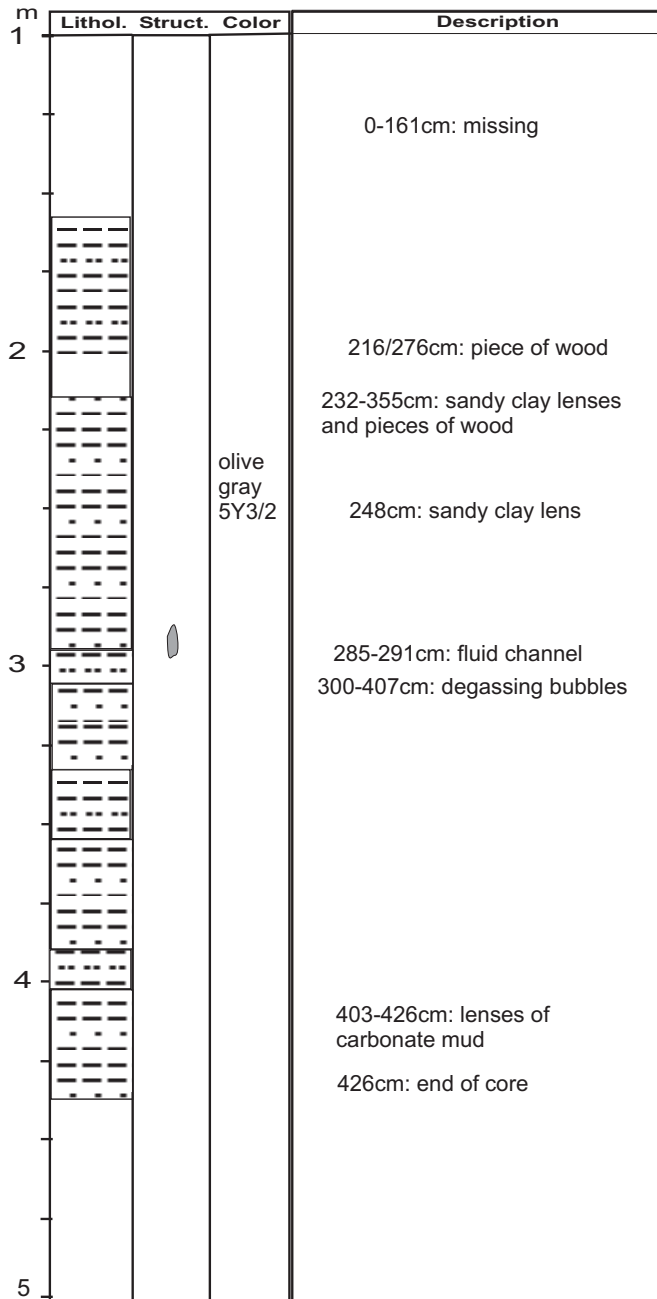 m
Lithol. Struct. Color Description
1
0-161cm: missing
2
216/276cm: piece of wood
232-355cm: sandy clay lenses
and pieces of wood
olive
gray
5Y3/2
248cm: sandy clay lens
3
285-291cm: fluid channel
300-407cm: degassing bubbles
4
403-426cm: lenses of
carbonate mud
426cm: end of core
5